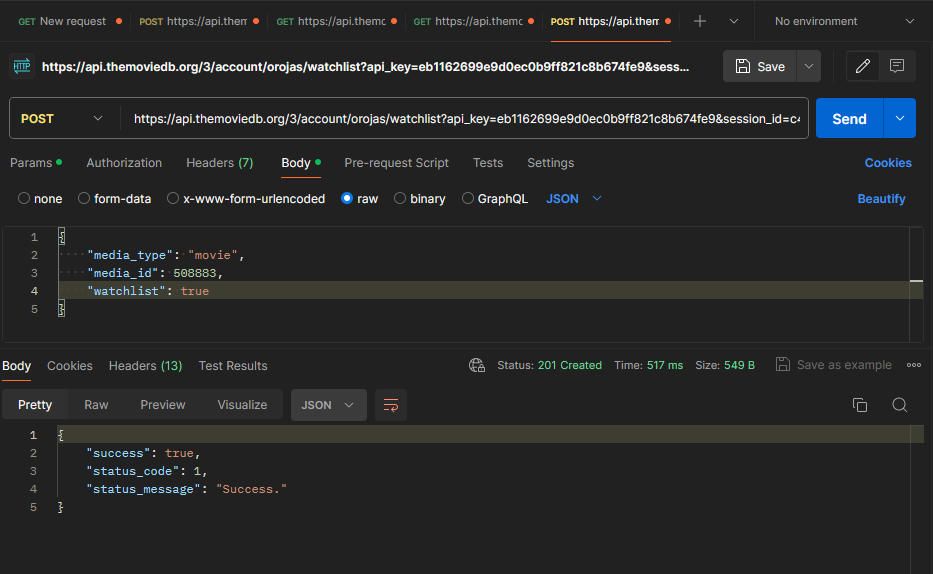 GET New request POST https://api.them GET https://api.themc GET https://api.themc POST https://api.them No environment
HTTP https://api.themoviedb.org/3/account/orojas/watchlist?api_key=eb1162699e9d0ec0b9ff821c8b674fe9&sess... Save
POST https://api.themoviedb.org/3/account/orojas/watchlist?api_key=eb1162699e9d0ec0b9ff821c8b674fe9&session_id=c4 Send
Params Authorization Headers (7) Body Pre-request Script Tests Settings Cookies
none form-data x-www-form-urlencoded raw binary GraphQL JSON Beautify
1 {
2 "media_type": "movie",
3 "media_id": 508883,
4 "watchlist": true
5 }
Body Cookies Headers (13) Test Results Status: 201 Created Time: 517 ms Size: 549 B Save as example
Pretty Raw Preview Visualize JSON
1 {
2 "success": true,
3 "status_code": 1,
4 "status_message": "Success."
5 }